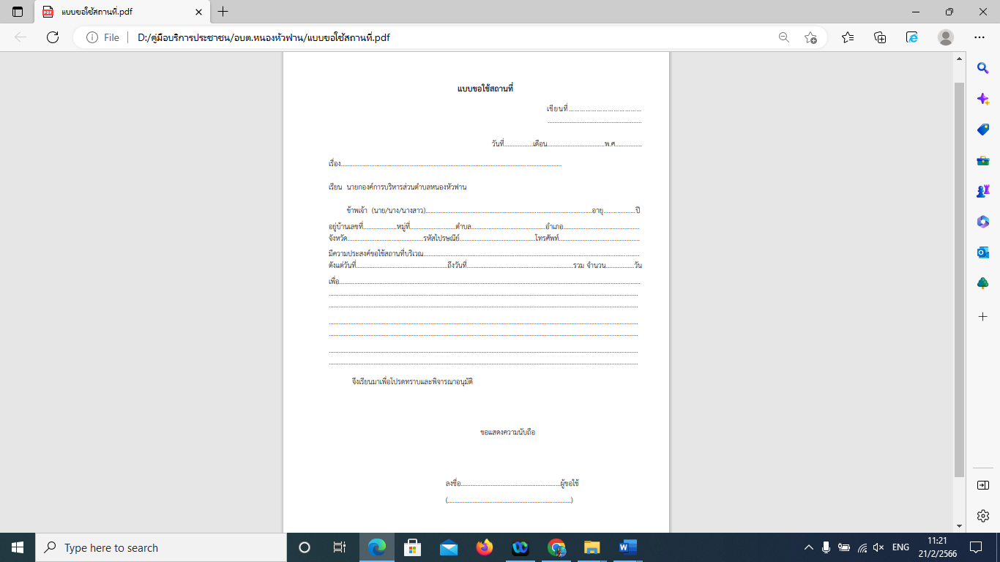 แบบขอใช้สถานที่.pdf
File D:/คู่มือบริการประชาชน/อบต.หนองหัวฟาน/แบบขอใช้สถานที่.pdf
แบบขอใช้สถานที่
เขียนที่.......................................
.................................................................
วันที่...................เดือน.......................................พ.ศ..................
เรื่อง.......................................................................................................................................................
เรียน นายกองค์การบริหารส่วนตำบลหนองหัวฟาน
ข้าพเจ้า (นาย/นาง/นางสาว)..................................................................................................................อายุ......................ปี
อยู่บ้านเลขที่.......................หมู่ที่...............................ตำบล...................................................อำเภอ....................................................
จังหวัด....................................................รหัสไปรษณีย์....................................................โทรศัพท์.......................................................
มีความประสงค์ขอใช้สถานที่บริเวณ....................................................................................................................................................
ตั้งแต่วันที่...............................................................ถึงวันที่.........................................................................รวม จำนวน...................วัน
เพื่อ..............................................................................................................................................................................................................
...................................................................................................................................................................................................................
...................................................................................................................................................................................................................
...................................................................................................................................................................................................................
...................................................................................................................................................................................................................
...................................................................................................................................................................................................................
...................................................................................................................................................................................................................
จึงเรียนมาเพื่อโปรดทราบและพิจารณาอนุมัติ
ขอแสดงความนับถือ
ลงชื่อ....................................................................ผู้ขอใช้
(.....................................................................................)
Type here to search
ENG
11:21
21/2/2566